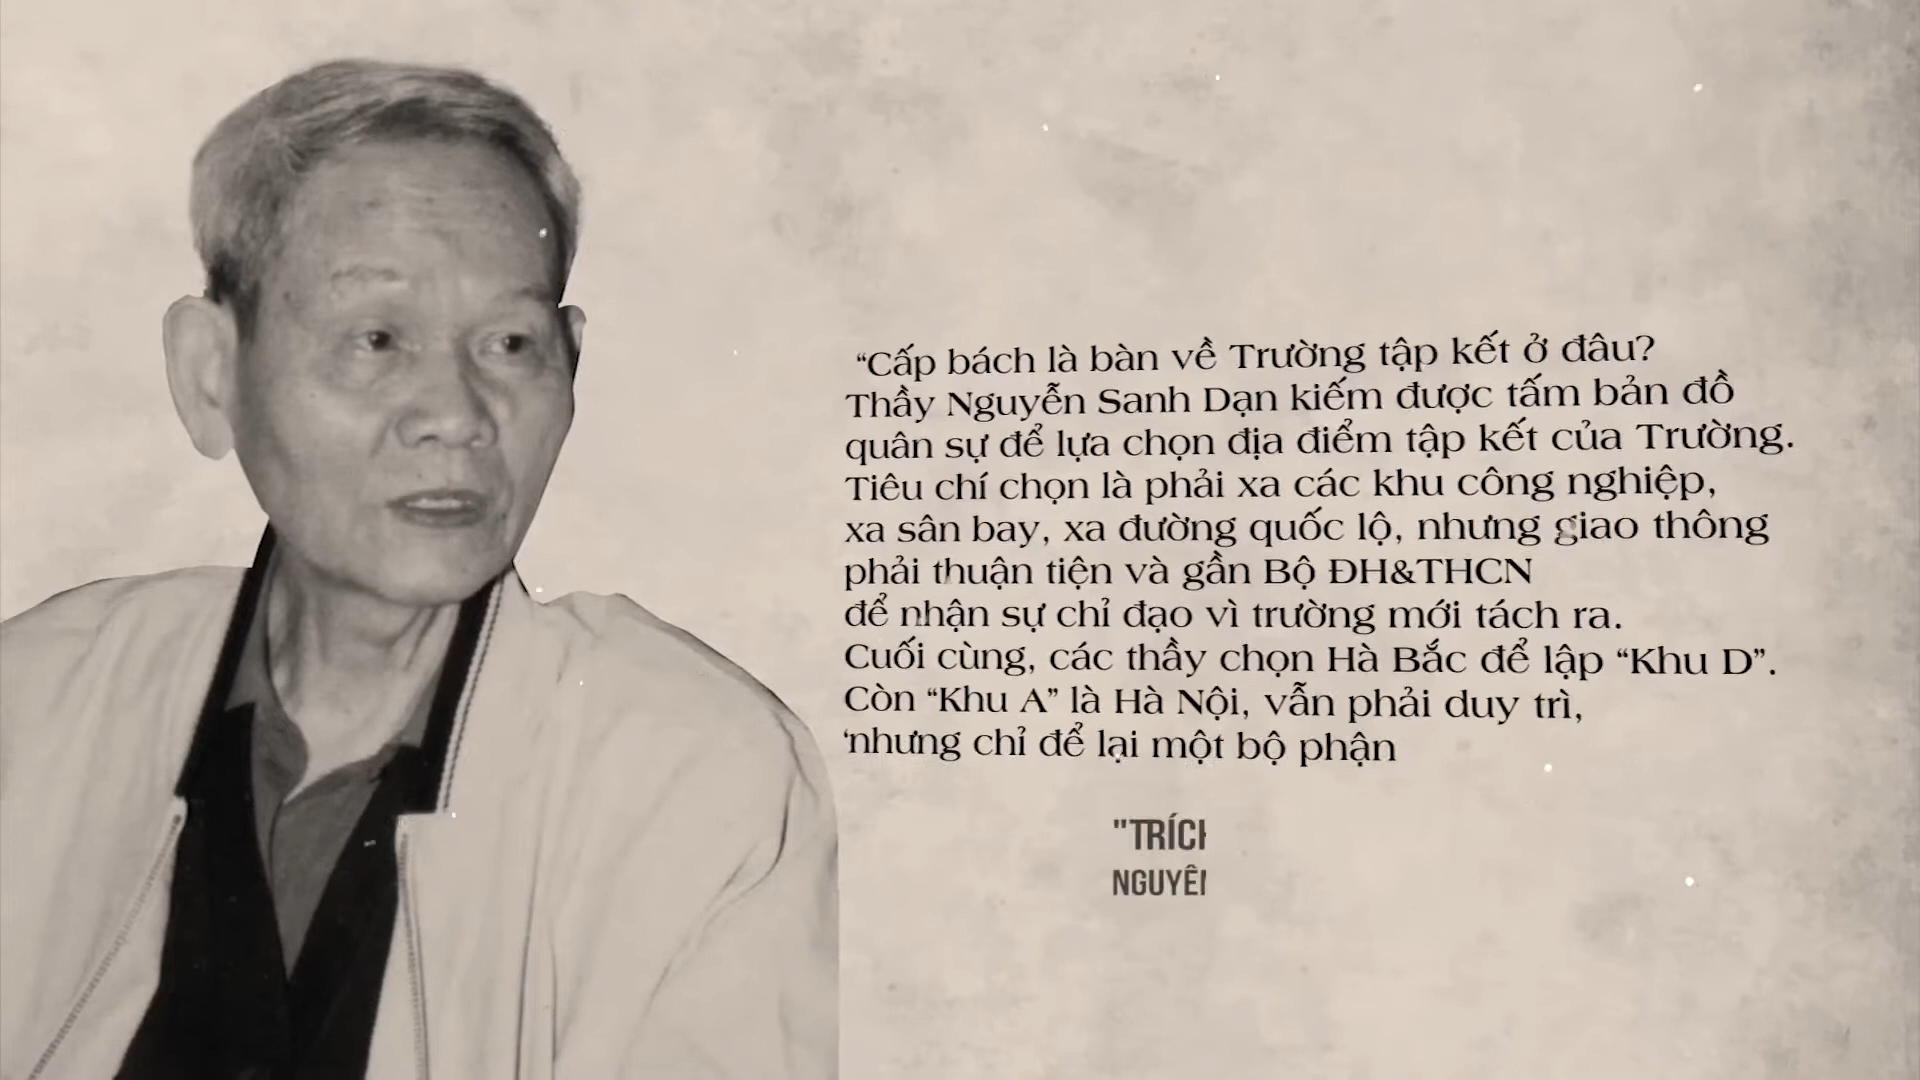 “Cấp bách là bàn về Trường tập kết ở đâu?
Thầy Nguyễn Sanh Dạn kiếm được tấm bản đồ
quân sự để lựa chọn địa điểm tập kết của Trường.
Tiêu chí chọn là phải xa các khu công nghiệp,
xa sân bay, xa đường quốc lộ, nhưng giao thông
phải thuận tiện và gần Bộ ĐH&THCN
để nhận sự chỉ đạo vì trường mới tách ra.
Cuối cùng, các thầy chọn Hà Bắc để lập “Khu D”.
Còn “Khu A” là Hà Nội, vẫn phải duy trì,
‘nhưng chỉ để lại một bộ phận